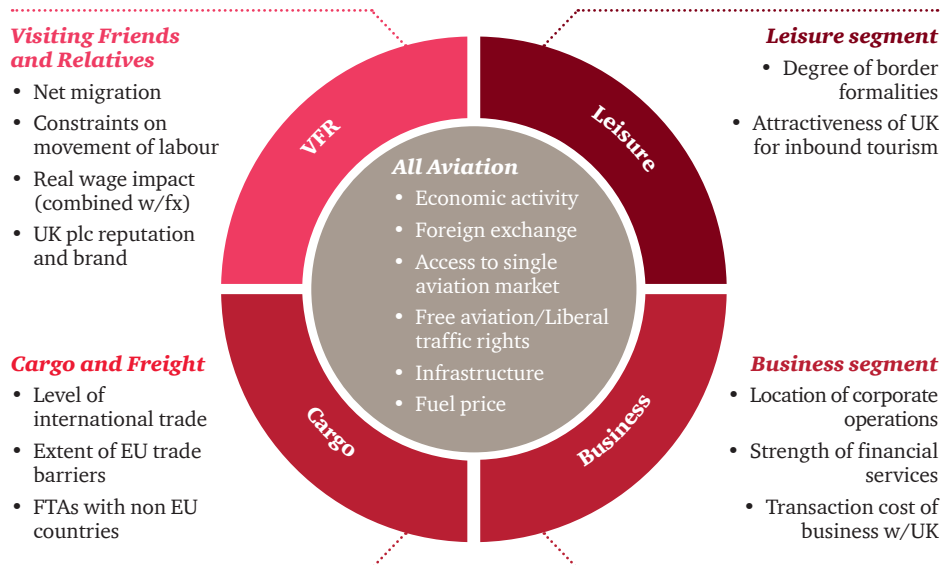 Visiting Friends
and Relatives
• Net migration
• Constraints on
movement of labour
• Real wage impact
(combined w/fx)
• UK plc reputation
and brand
Leisure segment
• Degree of border
formalities
• Attractiveness of UK
for inbound tourism
VFR
Leisure
All Aviation
• Economic activity
• Foreign exchange
• Access to single
aviation market
• Free aviation/Liberal
traffic rights
• Infrastructure
• Fuel price
Cargo
Business
Cargo and Freight
• Level of
international trade
• Extent of EU trade
barriers
• FTAs with non EU
countries
Business segment
• Location of corporate
operations
• Strength of financial
services
• Transaction cost of
business w/UK